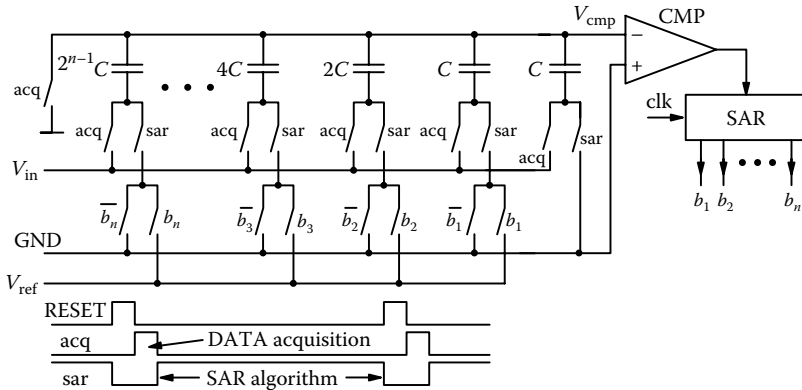 V_cmp CMP
2^{n-1}C 4C 2C C C
− +
acq
acq sar acq sar acq sar acq sar acq sar
clk SAR
V_in
b̅_n b_n b̅_3 b_3 b̅_2 b_2 b̅_1 b_1
b_1 b_2 b_n
GND
V_ref
RESET
acq DATA acquisition
sar SAR algorithm